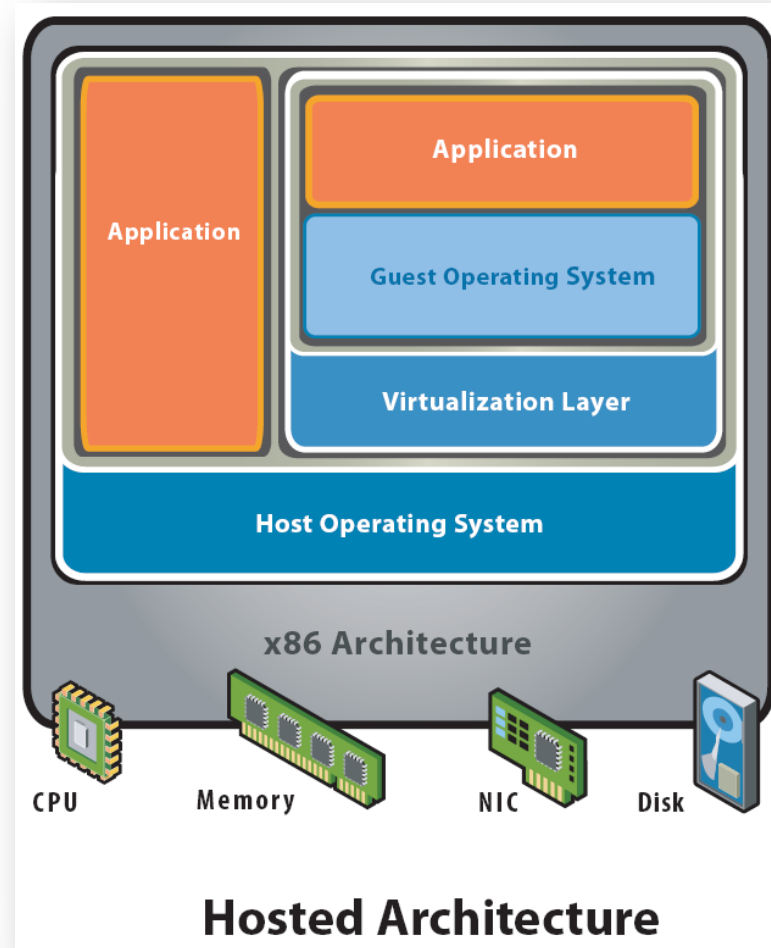 Application
Application
Guest Operating System
Virtualization Layer
Host Operating System
x86 Architecture
CPU
Memory
NIC
Disk
Hosted Architecture